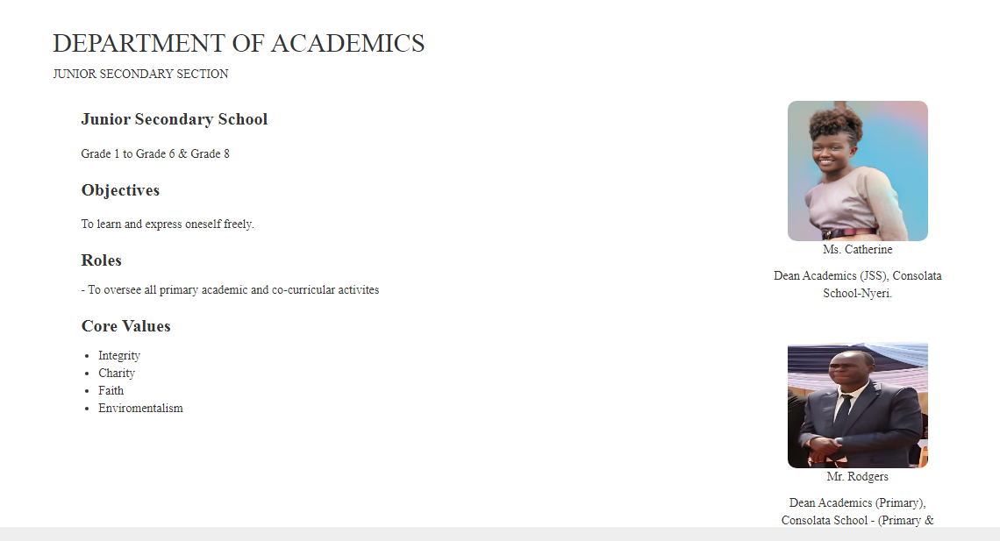 DEPARTMENT OF ACADEMICS
JUNIOR SECONDARY SECTION
Junior Secondary School
Grade 1 to Grade 6 & Grade 8
Objectives
To learn and express oneself freely.
Roles
- To oversee all primary academic and co-curricular activites
Core Values
Integrity
Charity
Faith
Enviromentalism
Ms. Catherine
Dean Academics (JSS), Consolata
School-Nyeri.
Mr. Rodgers
Dean Academics (Primary),
Consolata School - (Primary &